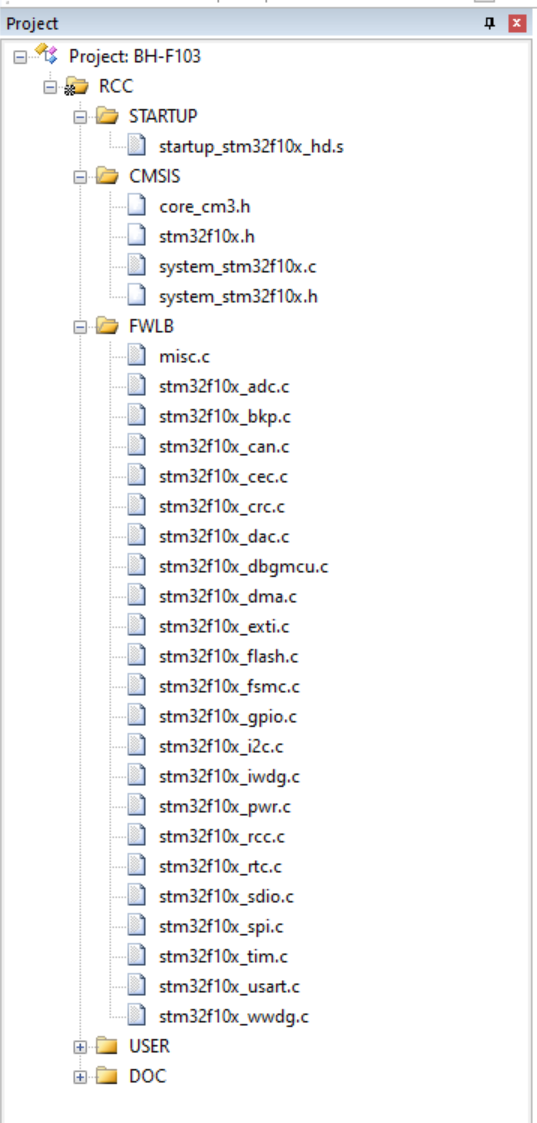 Project
Project: BH-F103
RCC
STARTUP
startup_stm32f10x_hd.s
CMSIS
core_cm3.h
stm32f10x.h
system_stm32f10x.c
system_stm32f10x.h
FWLB
misc.c
stm32f10x_adc.c
stm32f10x_bkp.c
stm32f10x_can.c
stm32f10x_cec.c
stm32f10x_crc.c
stm32f10x_dac.c
stm32f10x_dbgmcu.c
stm32f10x_dma.c
stm32f10x_exti.c
stm32f10x_flash.c
stm32f10x_fsmc.c
stm32f10x_gpio.c
stm32f10x_i2c.c
stm32f10x_iwdg.c
stm32f10x_pwr.c
stm32f10x_rcc.c
stm32f10x_rtc.c
stm32f10x_sdio.c
stm32f10x_spi.c
stm32f10x_tim.c
stm32f10x_usart.c
stm32f10x_wwdg.c
USER
DOC